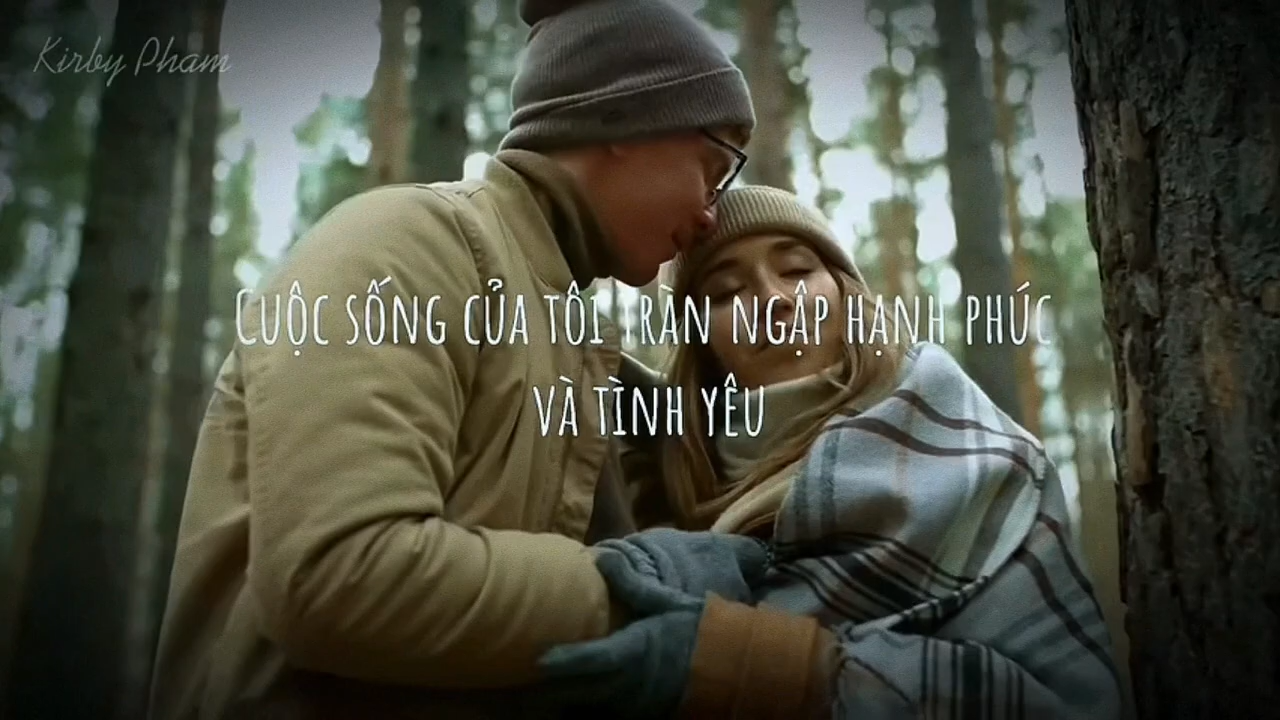 Kirby Pham
Cuộc sống của tôi tràn ngập hạnh phúc
và tình yêu